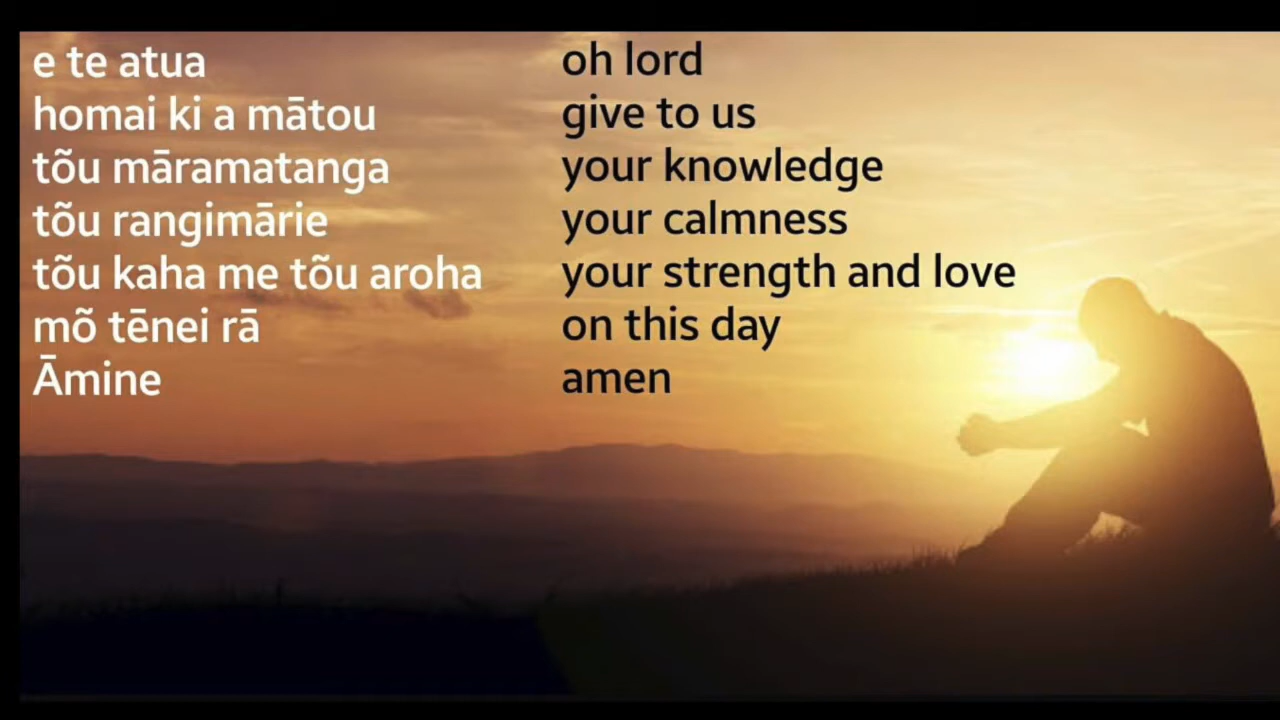 e te atua
homai ki a mātou
tõu māramatanga
tõu rangimārie
tõu kaha me tõu aroha
mõ tēnei rā
Āmine
oh lord
give to us
your knowledge
your calmness
your strength and love
on this day
amen